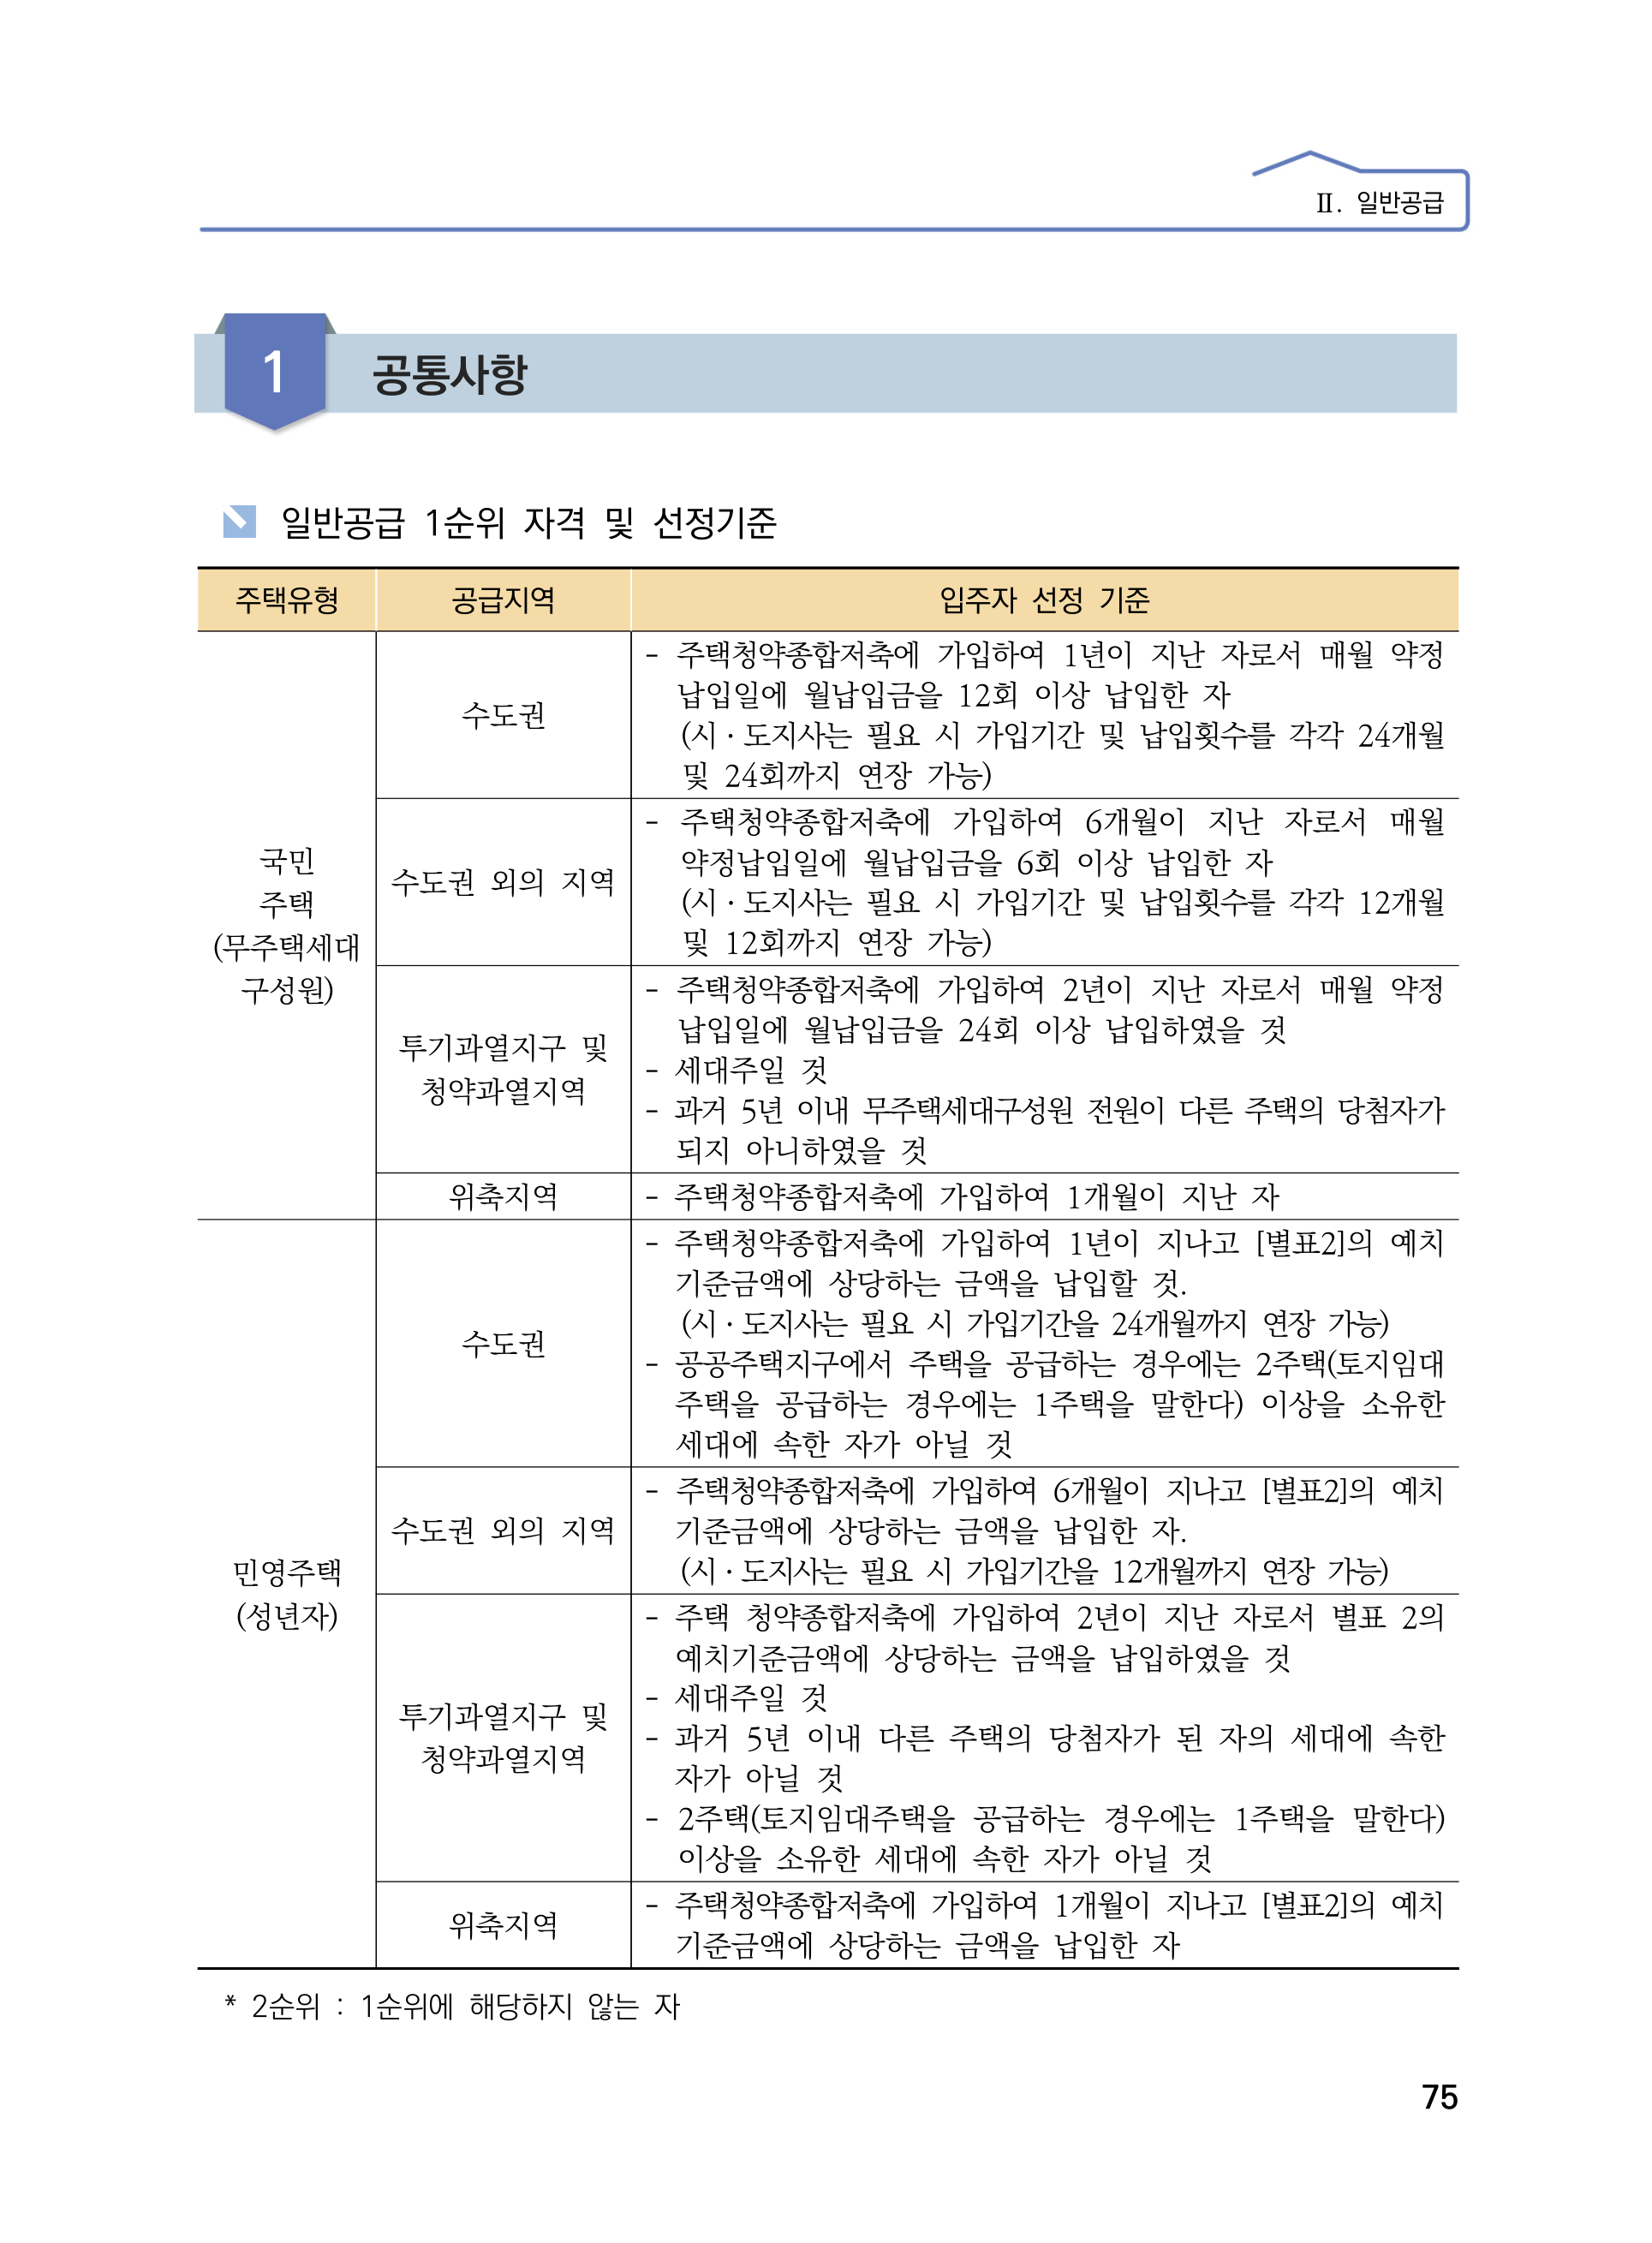 Ⅱ. 일반공급
1
공통사항
일반공급 1순위 자격 및 선정기준
주택유형 공급지역 입주자 선정 기준
국민
주택
(무주택세대
구성원)
수도권
- 주택청약종합저축에 가입하여 1년이 지난 자로서 매월 약정
납입일에 월납입금을 12회 이상 납입한 자
(시·도지사는 필요 시 가입기간 및 납입횟수를 각각 24개월
및 24회까지 연장 가능)
수도권 외의 지역
- 주택청약종합저축에 가입하여 6개월이 지난 자로서 매월
약정납입일에 월납입금을 6회 이상 납입한 자
(시·도지사는 필요 시 가입기간 및 납입횟수를 각각 12개월
및 12회까지 연장 가능)
투기과열지구 및
청약과열지역
- 주택청약종합저축에 가입하여 2년이 지난 자로서 매월 약정
납입일에 월납입금을 24회 이상 납입하였을 것
- 세대주일 것
- 과거 5년 이내 무주택세대구성원 전원이 다른 주택의 당첨자가
되지 아니하였을 것
위축지역
- 주택청약종합저축에 가입하여 1개월이 지난 자
민영주택
(성년자)
수도권
- 주택청약종합저축에 가입하여 1년이 지나고 [별표2]의 예치
기준금액에 상당하는 금액을 납입할 것.
(시·도지사는 필요 시 가입기간을 24개월까지 연장 가능)
- 공공주택지구에서 주택을 공급하는 경우에는 2주택(토지임대
주택을 공급하는 경우에는 1주택을 말한다) 이상을 소유한
세대에 속한 자가 아닐 것
수도권 외의 지역
- 주택청약종합저축에 가입하여 6개월이 지나고 [별표2]의 예치
기준금액에 상당하는 금액을 납입한 자.
(시·도지사는 필요 시 가입기간을 12개월까지 연장 가능)
투기과열지구 및
청약과열지역
- 주택 청약종합저축에 가입하여 2년이 지난 자로서 별표 2의
예치기준금액에 상당하는 금액을 납입하였을 것
- 세대주일 것
- 과거 5년 이내 다른 주택의 당첨자가 된 자의 세대에 속한
자가 아닐 것
- 2주택(토지임대주택을 공급하는 경우에는 1주택을 말한다)
이상을 소유한 세대에 속한 자가 아닐 것
위축지역
- 주택청약종합저축에 가입하여 1개월이 지나고 [별표2]의 예치
기준금액에 상당하는 금액을 납입한 자
* 2순위 : 1순위에 해당하지 않는 자
75